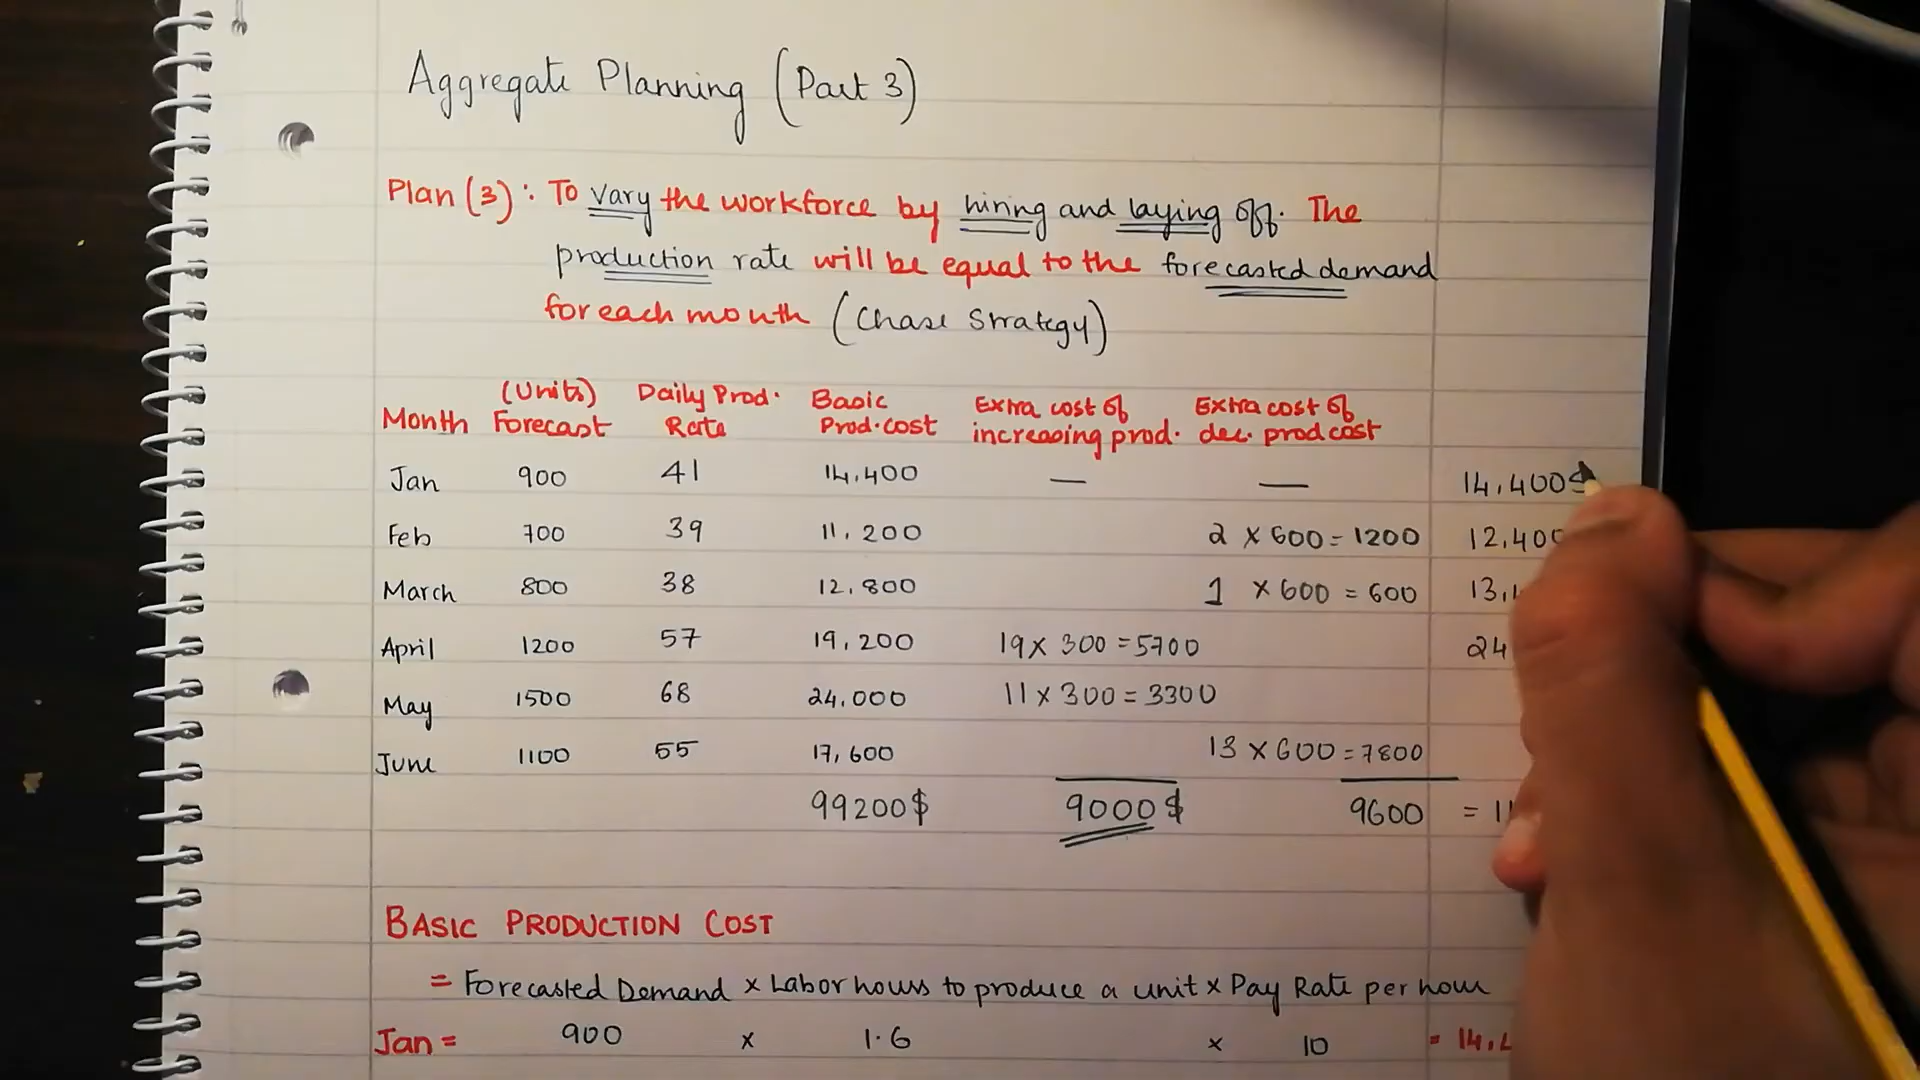 Aggregate Planning (Part 3)
Plan (3): To vary the workforce by hiring and laying off. The
production rate will be equal to the forecasted demand
for each month (Chase Strategy)
Month (Units) Forecast Daily Prod. Rate Basic Prod. cost Extra cost of increasing prod. Extra cost of dec. prod cost
Jan 900 41 14,400 — — 14,400$
Feb 700 39 11,200 2 x 600 = 1200 12,400
March 800 38 12,800 1 x 600 = 600 13,
April 1200 57 19,200 19 x 300 = 5700 24
May 1500 68 24,000 11 x 300 = 3300
June 1100 55 17,600 13 x 600 = 7800
99200$ 9000$ 9600 = 11
BASIC PRODUCTION COST
= Forecasted Demand x Labor hours to produce a unit x Pay Rate per hour
Jan = 900 x 1.6 x 10 = 14,4